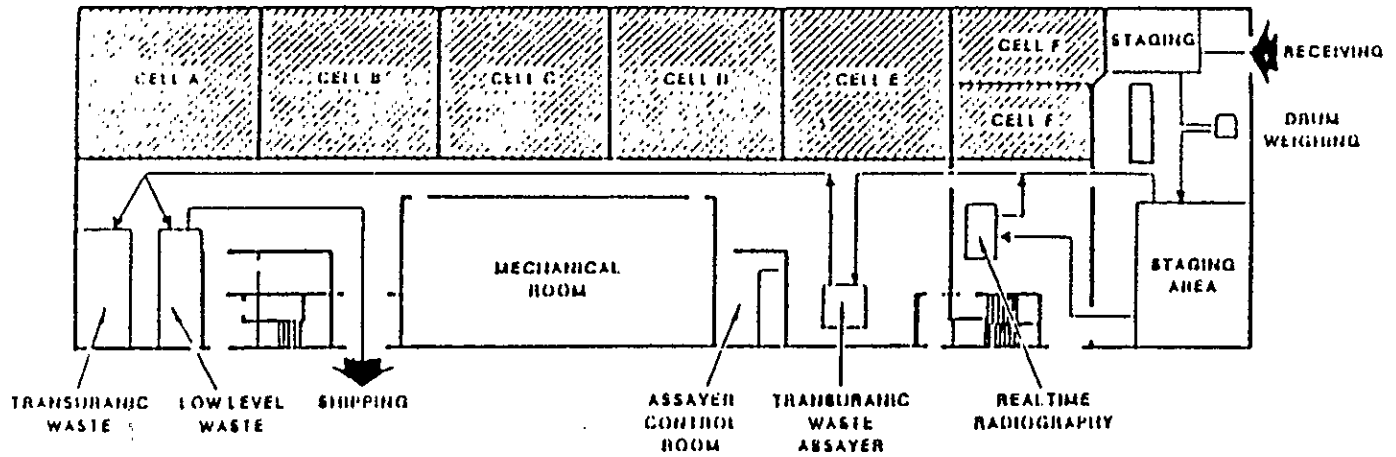 CELL A
CELL B
CELL C
CELL D
CELL E
CELL F
STAGING
RECEIVING
CELL F
DRUM
WEIGHING
MECHANICAL
ROOM
STAGING
AREA
TRANSURANIC
WASTE
LOW LEVEL
WASTE
SHIPPING
ASSAYER
CONTROL
ROOM
TRANSURANIC
WASTE
ASSAYER
REALTIME
RADIOGRAPHY